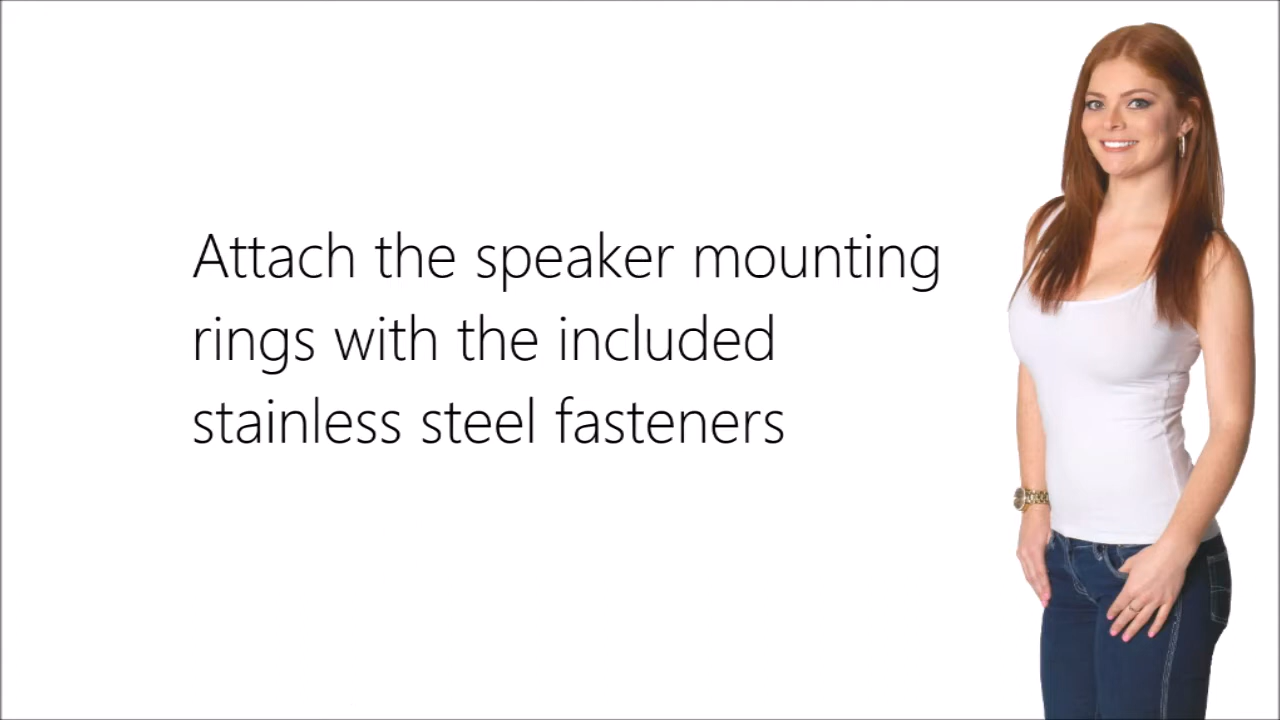 Attach the speaker mounting
rings with the included
stainless steel fasteners